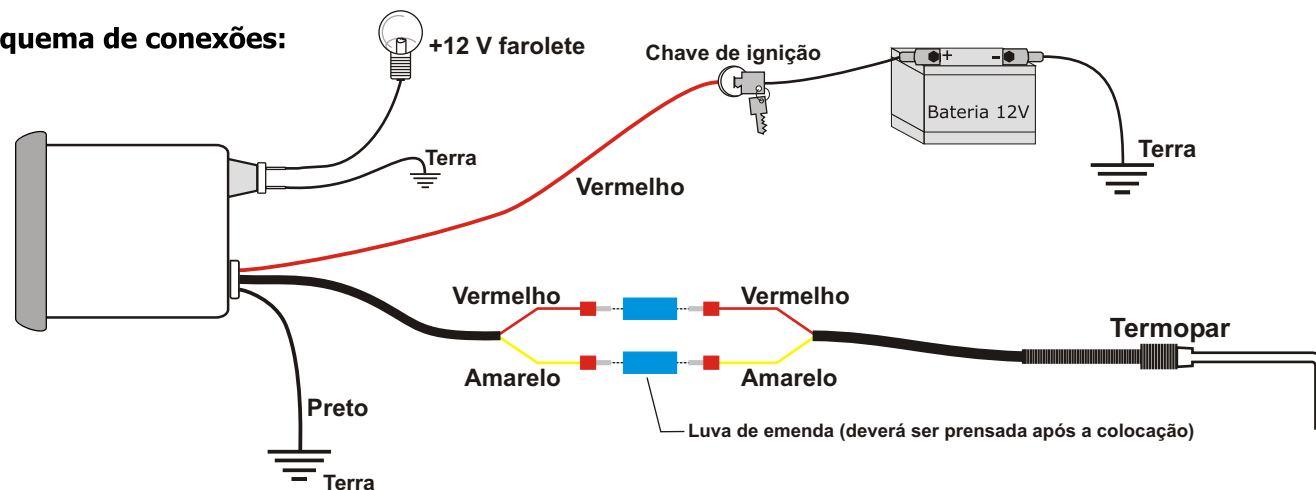 quema de conexões:
+12 V farolete
Chave de ignição
+ -
Bateria 12V
Terra
Terra
Vermelho
Vermelho
Vermelho
Termopar
Amarelo
Amarelo
Preto
Luva de emenda (deverá ser prensada após a colocação)
Terra